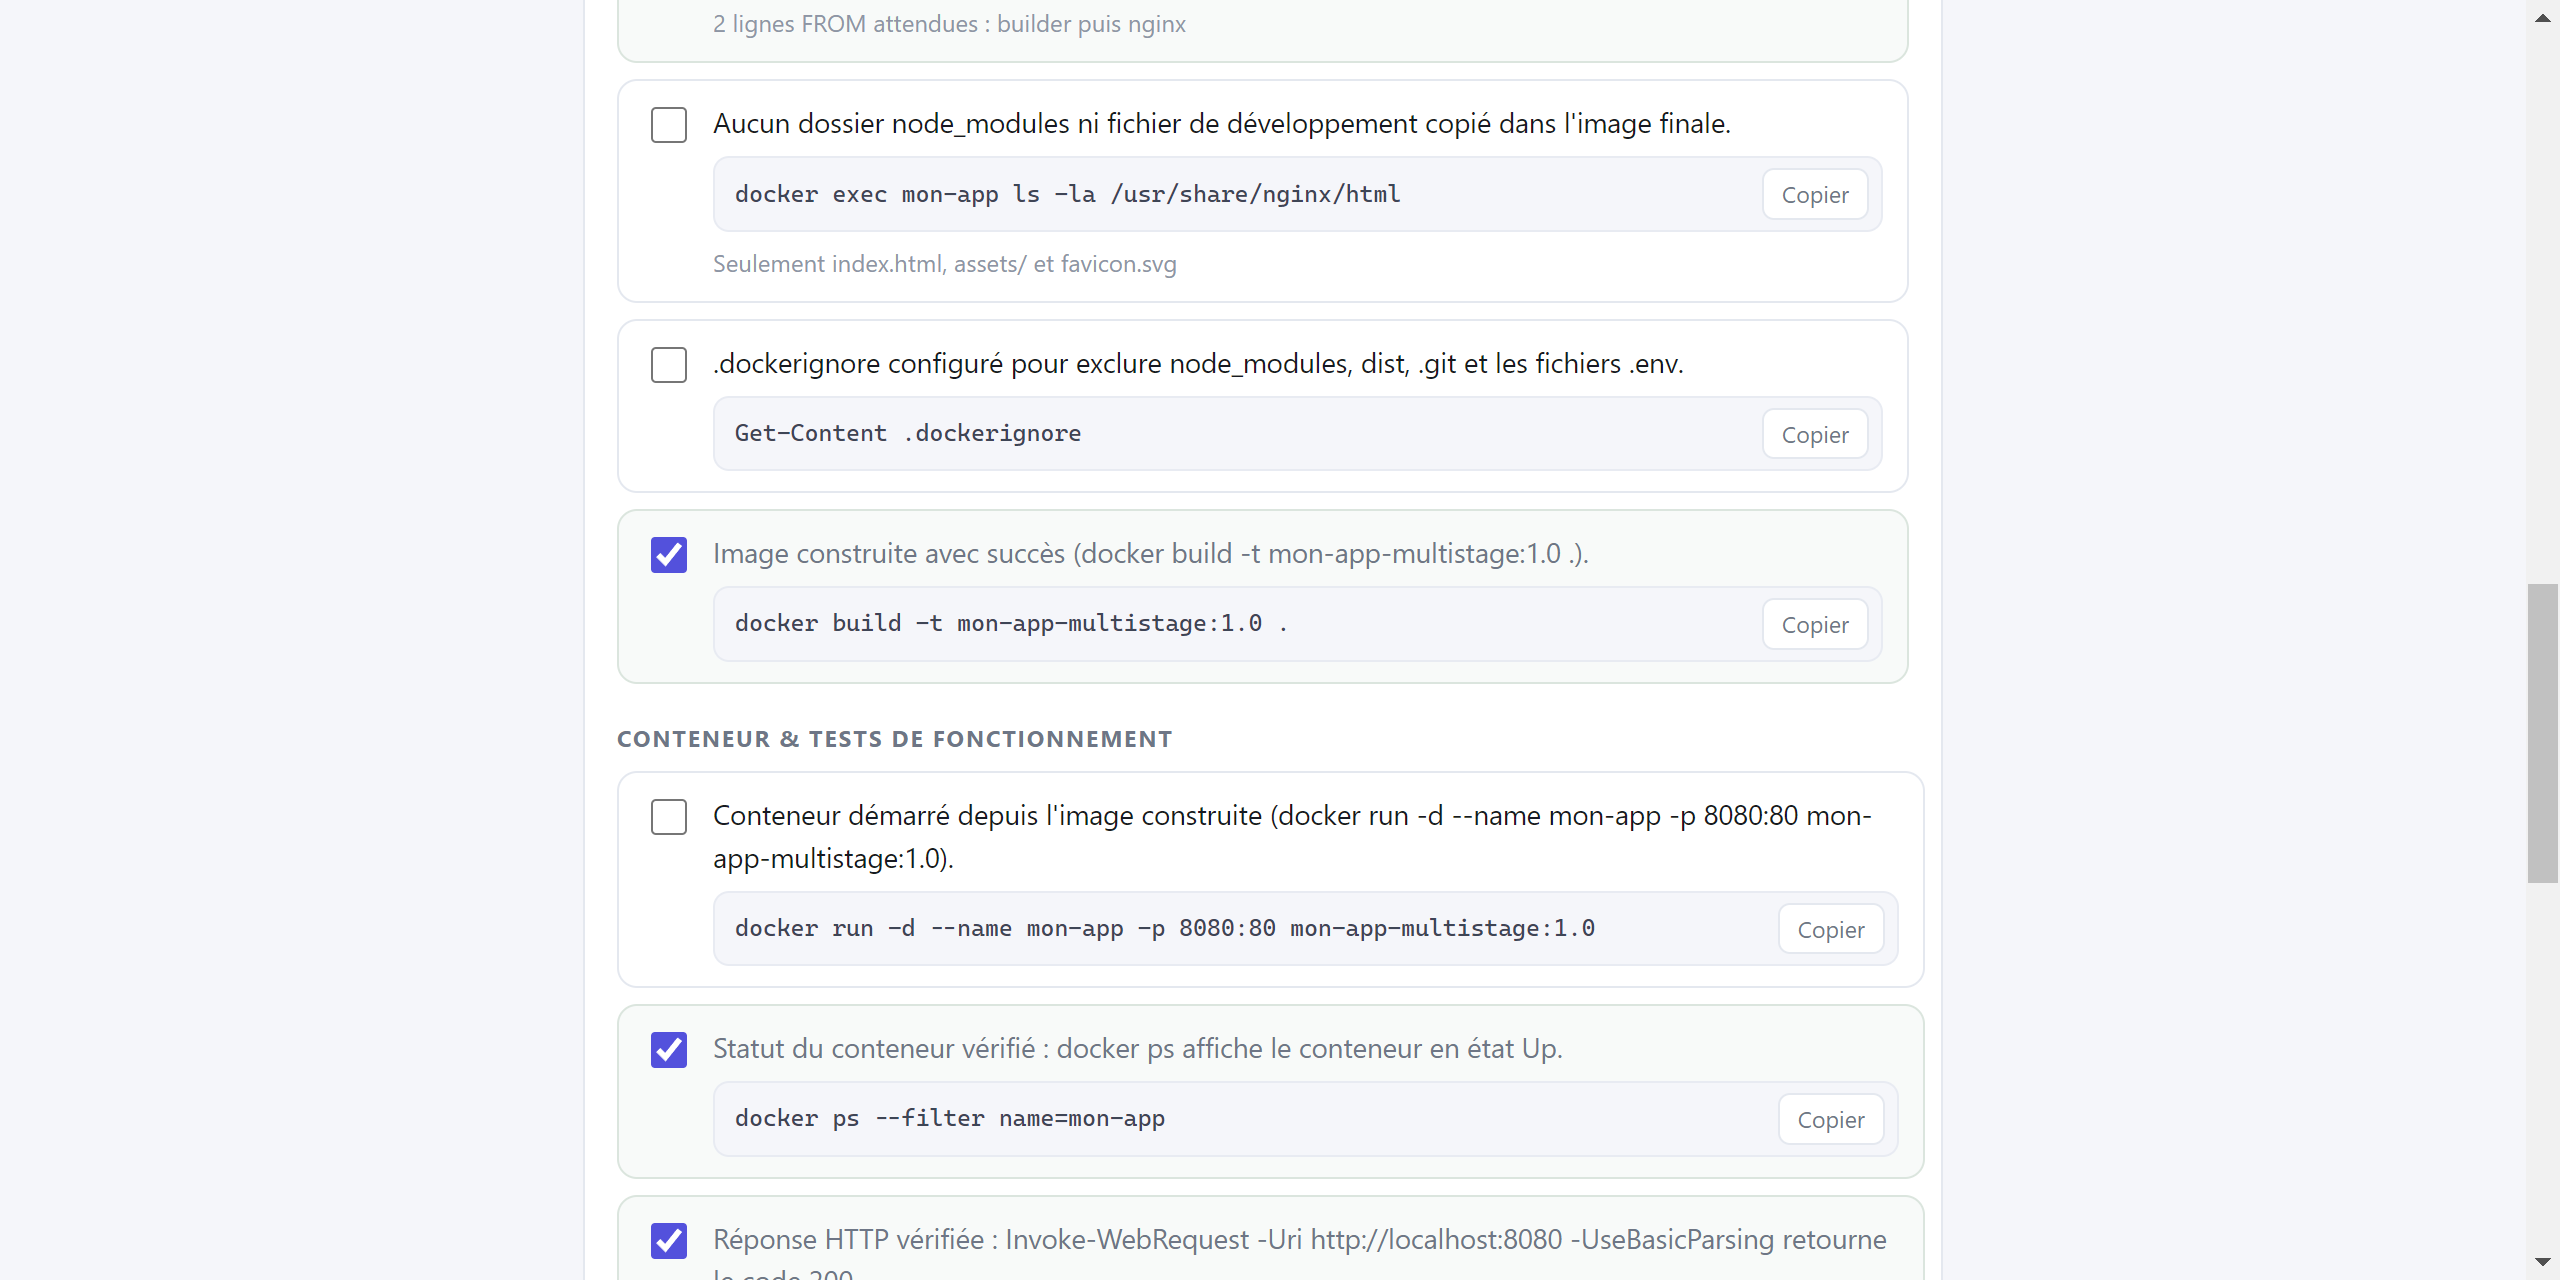 2 lignes FROM attendues : builder puis nginx
Aucun dossier node_modules ni fichier de développement copié dans l'image finale.
docker exec mon-app ls -la /usr/share/nginx/html
Copier
Seulement index.html, assets/ et favicon.svg
.dockerignore configuré pour exclure node_modules, dist, .git et les fichiers .env.
Get-Content .dockerignore
Copier
Image construite avec succès (docker build -t mon-app-multistage:1.0 .).
docker build -t mon-app-multistage:1.0 .
Copier
CONTENEUR & TESTS DE FONCTIONNEMENT
Conteneur démarré depuis l'image construite (docker run -d --name mon-app -p 8080:80 mon-
app-multistage:1.0).
docker run -d --name mon-app -p 8080:80 mon-app-multistage:1.0
Copier
Statut du conteneur vérifié : docker ps affiche le conteneur en état Up.
docker ps --filter name=mon-app
Copier
Réponse HTTP vérifiée : Invoke-WebRequest -Uri http://localhost:8080 -UseBasicParsing retourne
le code 200